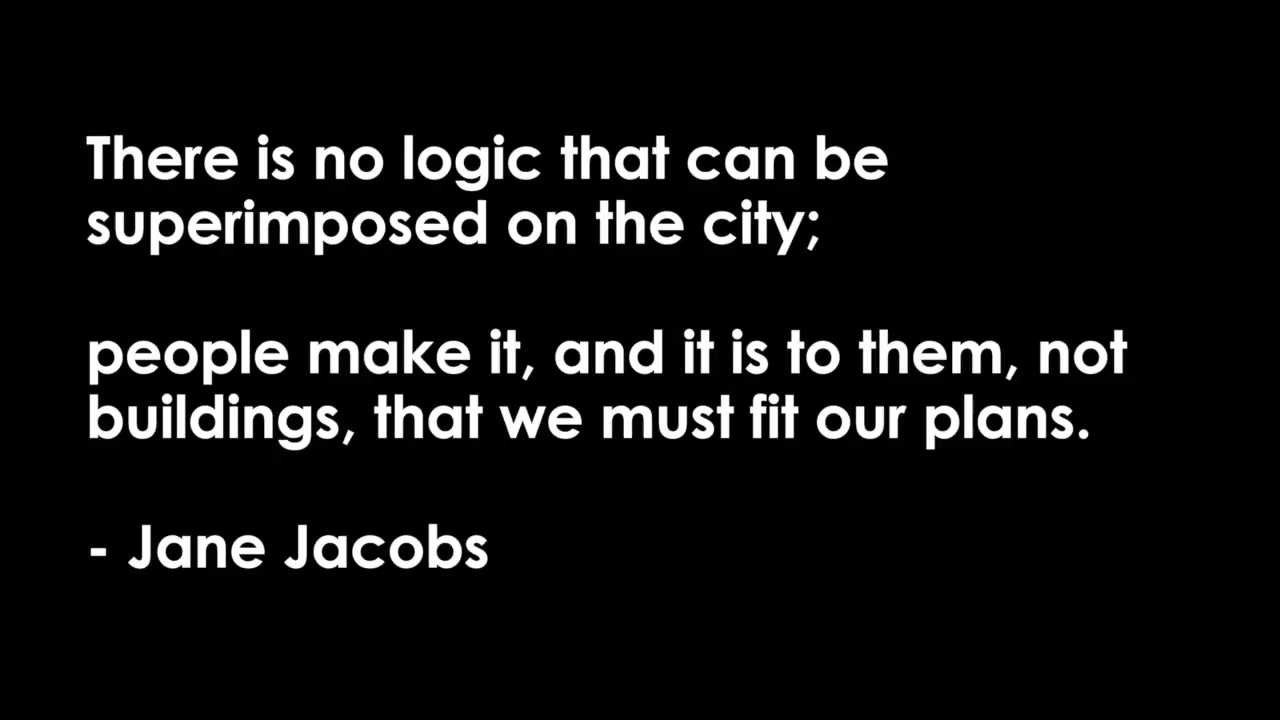 There is no logic that can be
superimposed on the city;
people make it, and it is to them, not
buildings, that we must fit our plans.
- Jane Jacobs